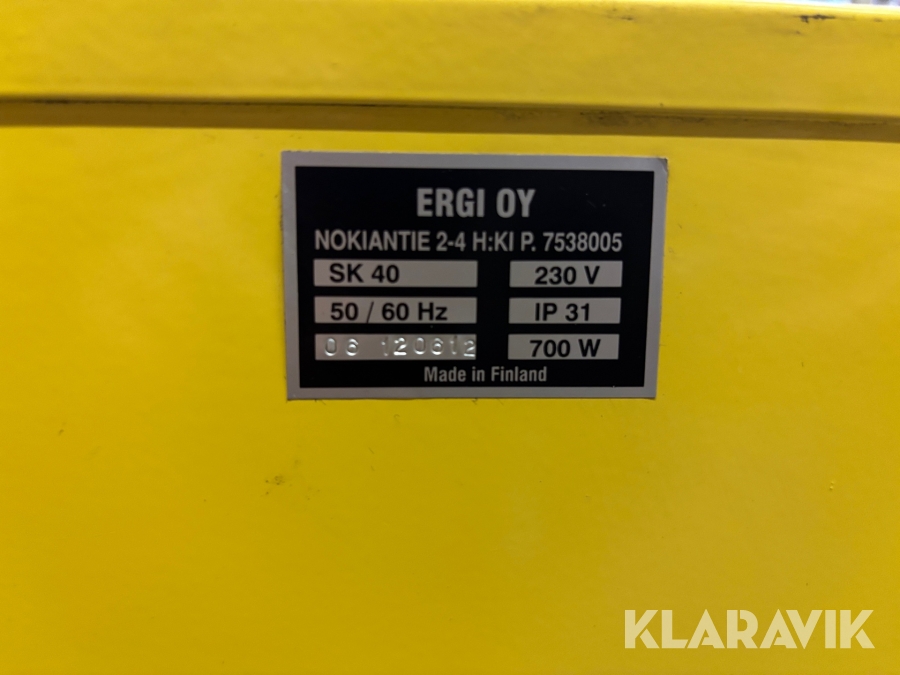 ERGI OY
NOKIANTIE 2-4 H:KI P. 7538005
SK 40 230 V
50 / 60 Hz IP 31
06 120612 700 W
Made in Finland
KLARAVIK